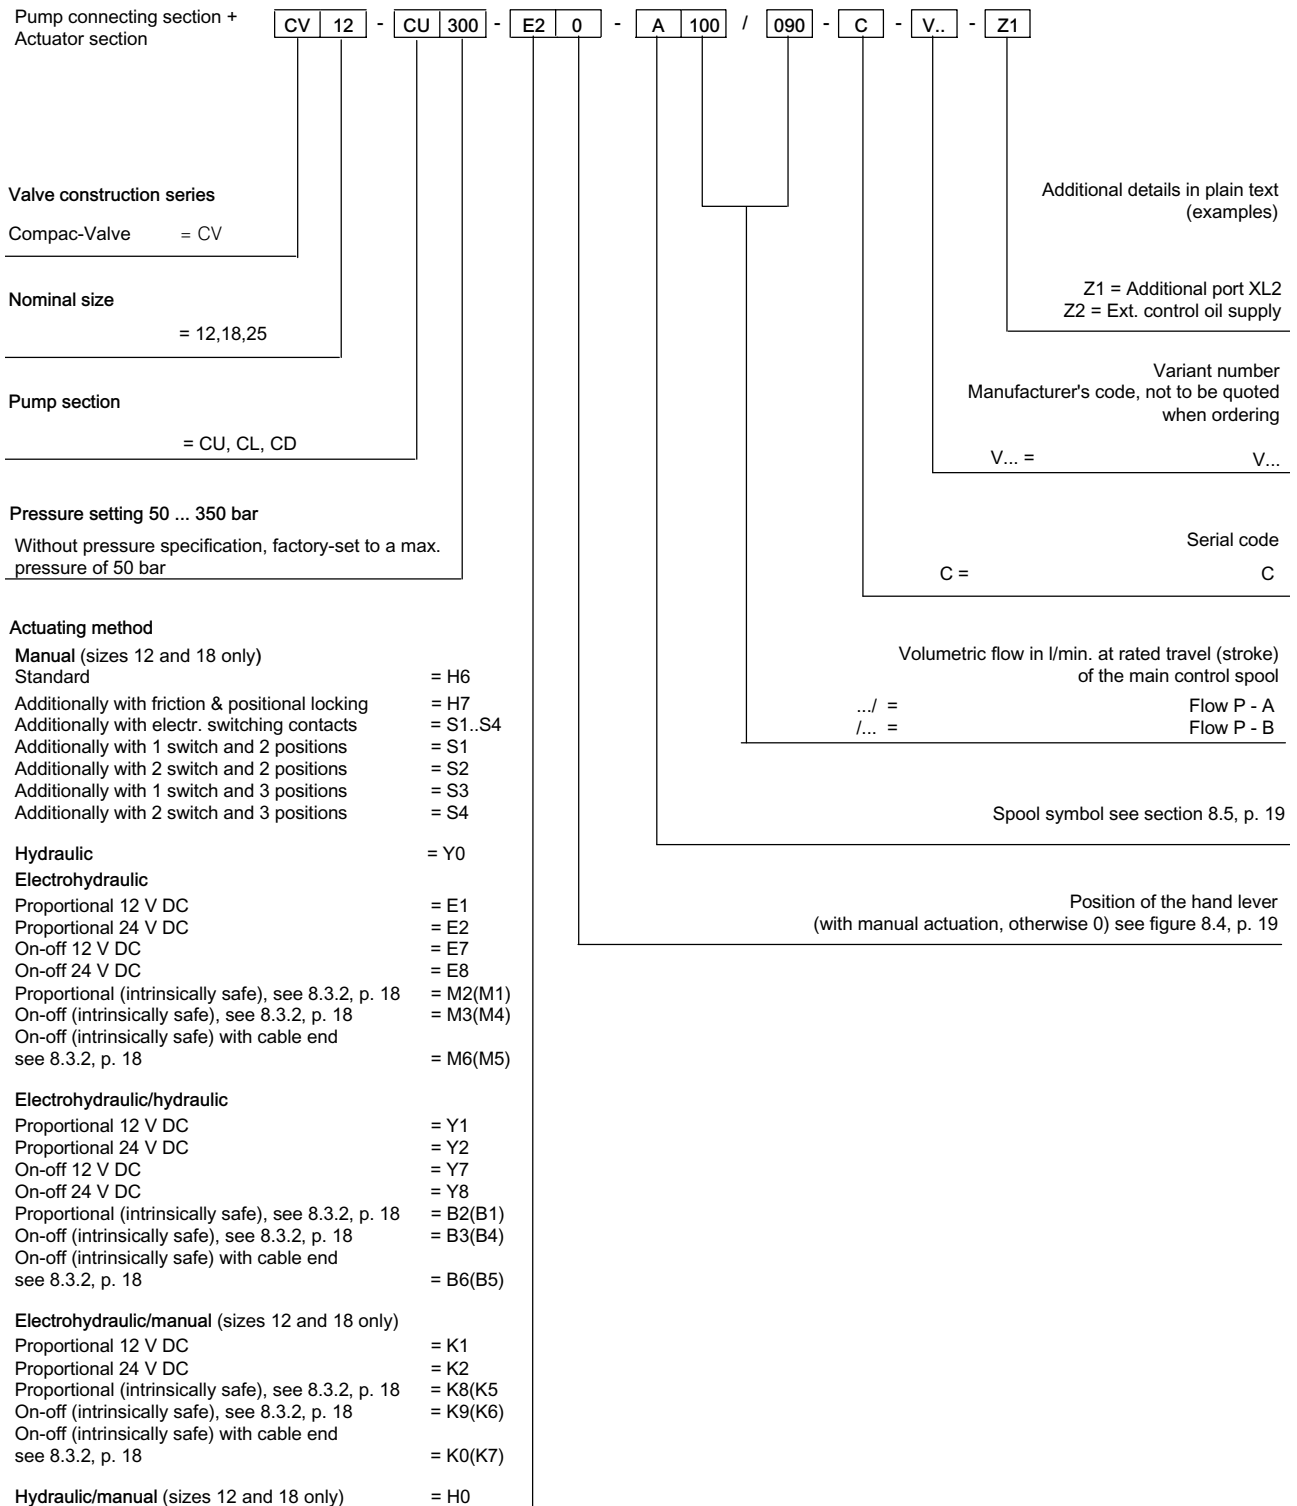 Pump connecting section +
Actuator section
CV 12 - CU 300 - E2 0 - A 100 / 090 - C - V.. - Z1
Valve construction series
Compac-Valve = CV
Nominal size
= 12,18,25
Pump section
= CU, CL, CD
Pressure setting 50 ... 350 bar
Without pressure specification, factory-set to a max.
pressure of 50 bar
Actuating method
Manual (sizes 12 and 18 only)
Standard = H6
Additionally with friction & positional locking = H7
Additionally with electr. switching contacts = S1..S4
Additionally with 1 switch and 2 positions = S1
Additionally with 2 switch and 2 positions = S2
Additionally with 1 switch and 3 positions = S3
Additionally with 2 switch and 3 positions = S4
Hydraulic = Y0
Electrohydraulic
Proportional 12 V DC = E1
Proportional 24 V DC = E2
On-off 12 V DC = E7
On-off 24 V DC = E8
Proportional (intrinsically safe), see 8.3.2, p. 18 = M2(M1)
On-off (intrinsically safe), see 8.3.2, p. 18 = M3(M4)
On-off (intrinsically safe) with cable end
see 8.3.2, p. 18 = M6(M5)
Electrohydraulic/hydraulic
Proportional 12 V DC = Y1
Proportional 24 V DC = Y2
On-off 12 V DC = Y7
On-off 24 V DC = Y8
Proportional (intrinsically safe), see 8.3.2, p. 18 = B2(B1)
On-off (intrinsically safe), see 8.3.2, p. 18 = B3(B4)
On-off (intrinsically safe) with cable end
see 8.3.2, p. 18 = B6(B5)
Electrohydraulic/manual (sizes 12 and 18 only)
Proportional 12 V DC = K1
Proportional 24 V DC = K2
Proportional (intrinsically safe), see 8.3.2, p. 18 = K8(K5
On-off (intrinsically safe), see 8.3.2, p. 18 = K9(K6)
On-off (intrinsically safe) with cable end
see 8.3.2, p. 18 = K0(K7)
Hydraulic/manual (sizes 12 and 18 only) = H0
Additional details in plain text
(examples)
Z1 = Additional port XL2
Z2 = Ext. control oil supply
Variant number
Manufacturer's code, not to be quoted
when ordering
V... = V...
Serial code
C = C
Volumetric flow in l/min. at rated travel (stroke)
of the main control spool
.../ = Flow P - A
/... = Flow P - B
Spool symbol see section 8.5, p. 19
Position of the hand lever
(with manual actuation, otherwise 0) see figure 8.4, p. 19